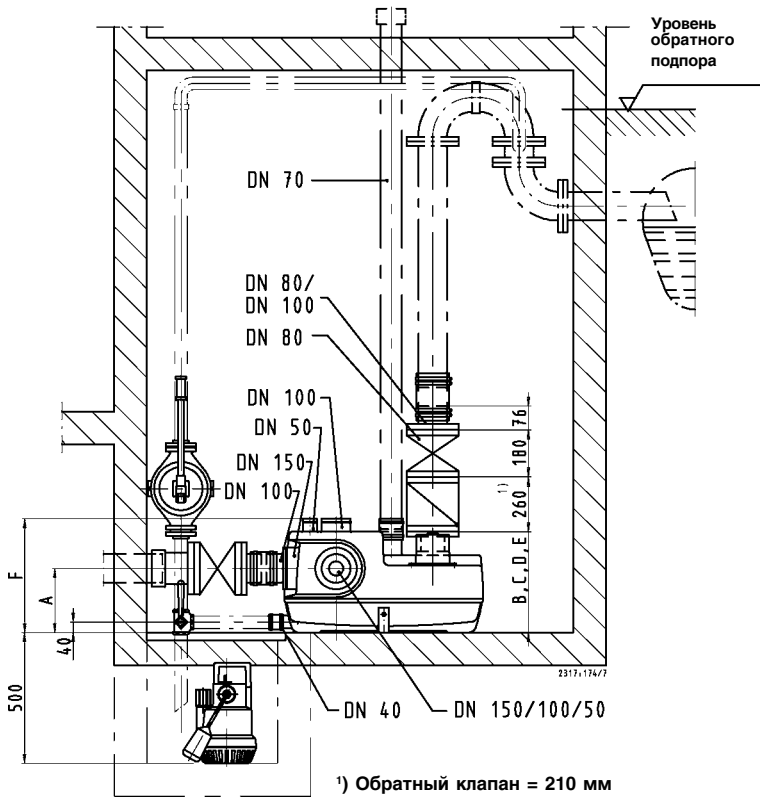 Уровень
обратного
подпора
DN 70
DN 80/
DN 100
DN 80
DN 100
DN 50
DN 150
DN 100
76
180
260
1)
B,C,D,E
F
A
40
500
2317:174/7
DN 40
DN 150/100/50
¹) Обратный клапан = 210 мм